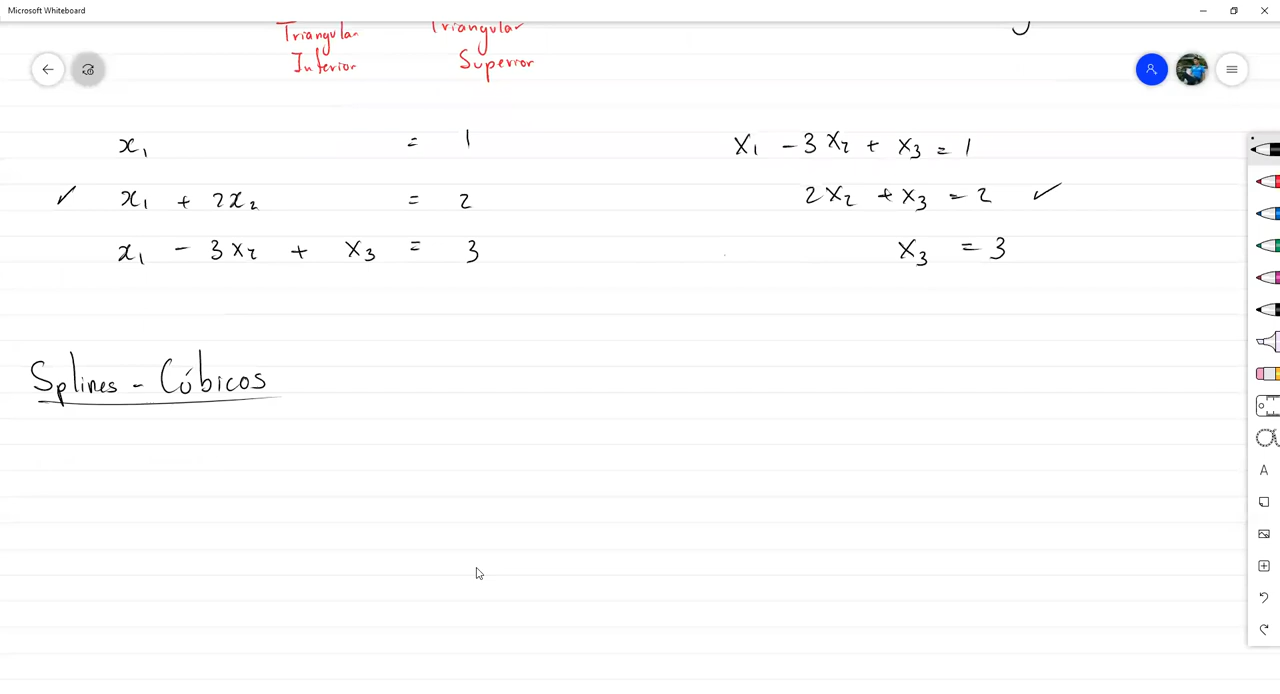 Microsoft Whiteboard
Triangular Triangular
Inferior Superior
x₁ = 1
✓ x₁ + 2x₂ = 2
x₁ - 3x₂ + x₃ = 3
x₁ - 3x₂ + x₃ = 1
2x₂ + x₃ = 2 ✓
x₃ = 3
Splines - Cúbicos
A